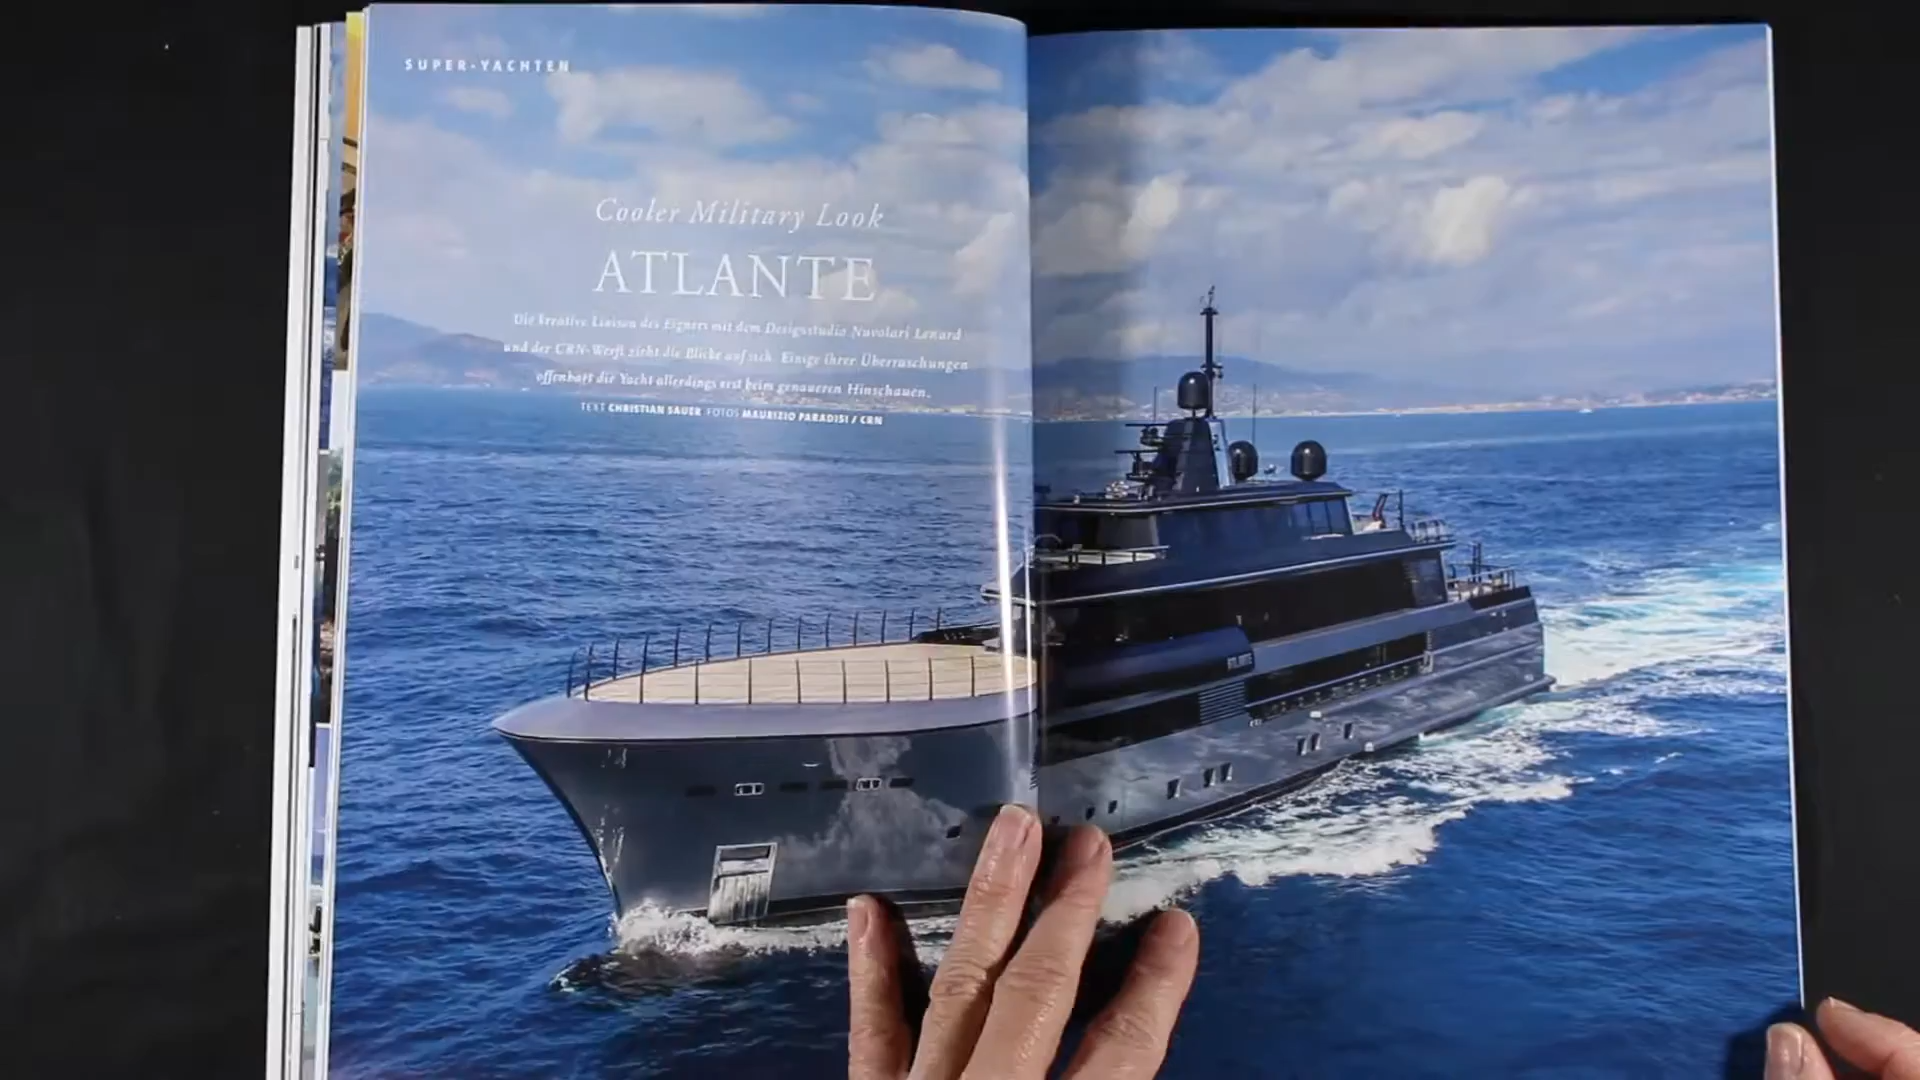 SUPER-YACHTEN
Cooler Military Look
ATLANTE
Die kreative Liaison des Eigners mit dem Designstudio Nuvolari Lenard
und der CRN-Werft zieht die Blicke auf sich. Einige ihrer Überraschungen
offenbart die Yacht allerdings erst beim genaueren Hinschauen.
TEXT CHRISTIAN SAUER FOTOS MAURIZIO PARADISI / CRN
ATLANTE